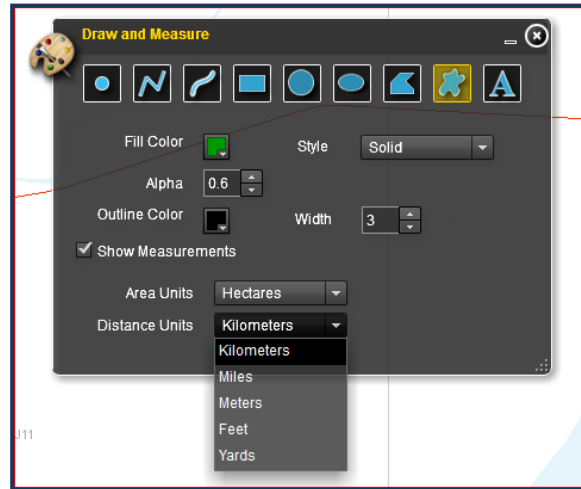 Draw and Measure
A
Fill Color Style Solid
Alpha 0.6
Outline Color Width 3
Show Measurements
Area Units Hectares
Distance Units Kilometers
Kilometers
Miles
Meters
Feet
Yards
J11